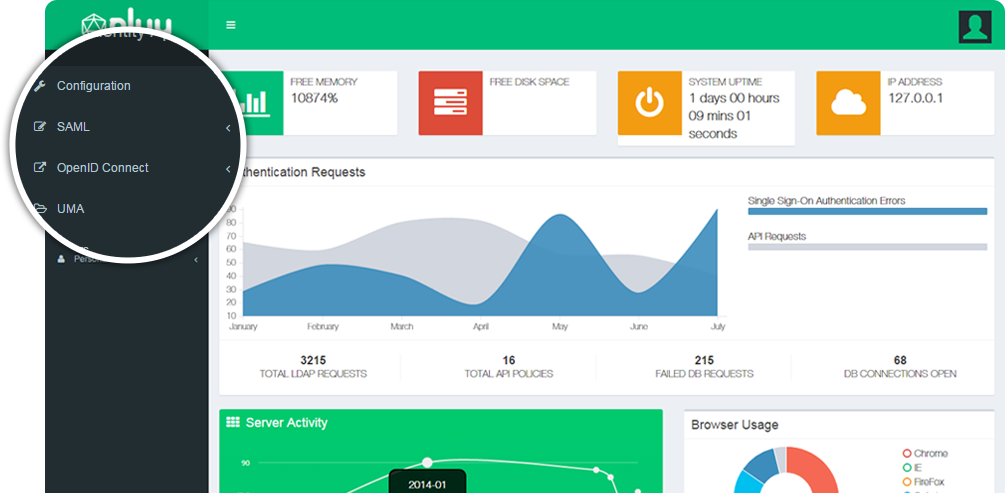 Configuration
SAML
OpenID Connect
UMA
FREE MEMORY
10874%
FREE DISK SPACE
SYSTEM UPTIME
1 days 00 hours
09 mins 01
seconds
IP ADDRESS
127.0.0.1
Requests
Single Sign-On Authentication Errors
API Requests
80
70
60
50
40
30
20
10
January February March April May June July
3215
TOTAL LDAP REQUESTS
16
TOTAL API POLICIES
215
FAILED DB REQUESTS
68
DB CONNECTIONS OPEN
Server Activity
90
2014-01
Browser Usage
Chrome
IE
FireFox